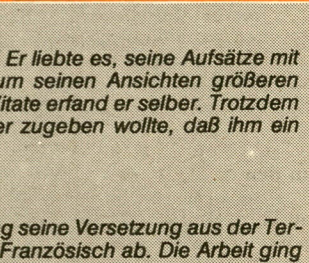 Er liebte es, seine Aufsätze mit
um seinen Ansichten größeren
itate erfand er selber. Trotzdem
er zugeben wollte, daß ihm ein
g seine Versetzung aus der Ter-
Französisch ab. Die Arbeit ging